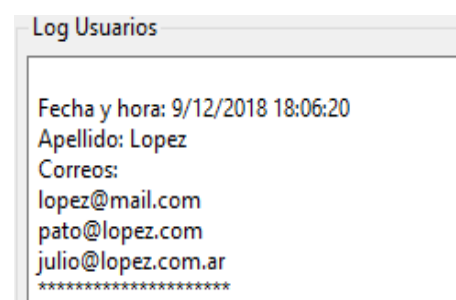 Log Usuarios
Fecha y hora: 9/12/2018 18:06:20
Apellido: Lopez
Correos:
lopez@mail.com
pato@lopez.com
julio@lopez.com.ar
*********************